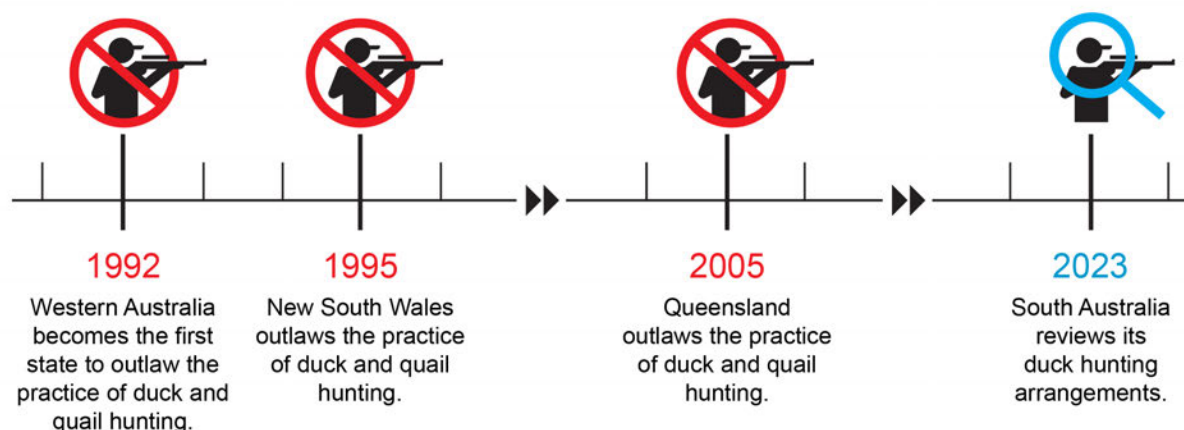 1992
Western Australia
becomes the first
state to outlaw the
practice of duck and
quail hunting.
1995
New South Wales
outlaws the practice
of duck and quail
hunting.
2005
Queensland
outlaws the practice
of duck and quail
hunting.
2023
South Australia
reviews its
duck hunting
arrangements.